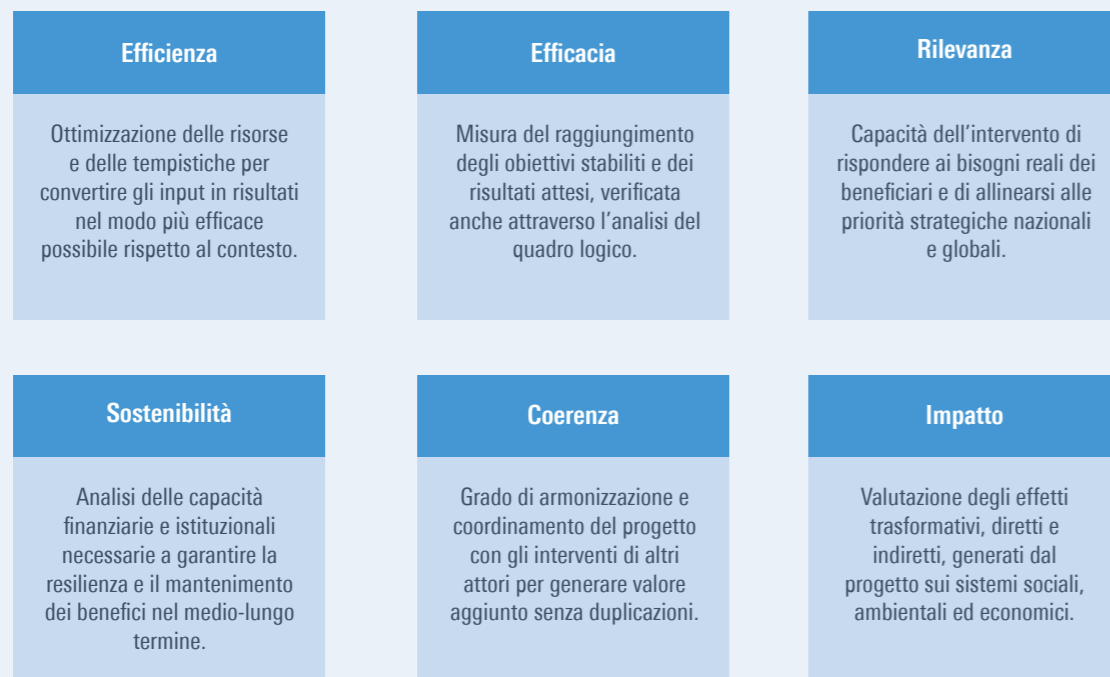 Efficienza
Ottimizzazione delle risorse
e delle tempistiche per
convertire gli input in risultati
nel modo più efficace
possibile rispetto al contesto.
Efficacia
Misura del raggiungimento
degli obiettivi stabiliti e dei
risultati attesi, verificata
anche attraverso l'analisi del
quadro logico.
Rilevanza
Capacità dell'intervento di
rispondere ai bisogni reali dei
beneficiari e di allinearsi alle
priorità strategiche nazionali
e globali.
Sostenibilità
Analisi delle capacità
finanziarie e istituzionali
necessarie a garantire la
resilienza e il mantenimento
dei benefici nel medio-lungo
termine.
Coerenza
Grado di armonizzazione e
coordinamento del progetto
con gli interventi di altri
attori per generare valore
aggiunto senza duplicazioni.
Impatto
Valutazione degli effetti
trasformativi, diretti e
indiretti, generati dal
progetto sui sistemi sociali,
ambientali ed economici.